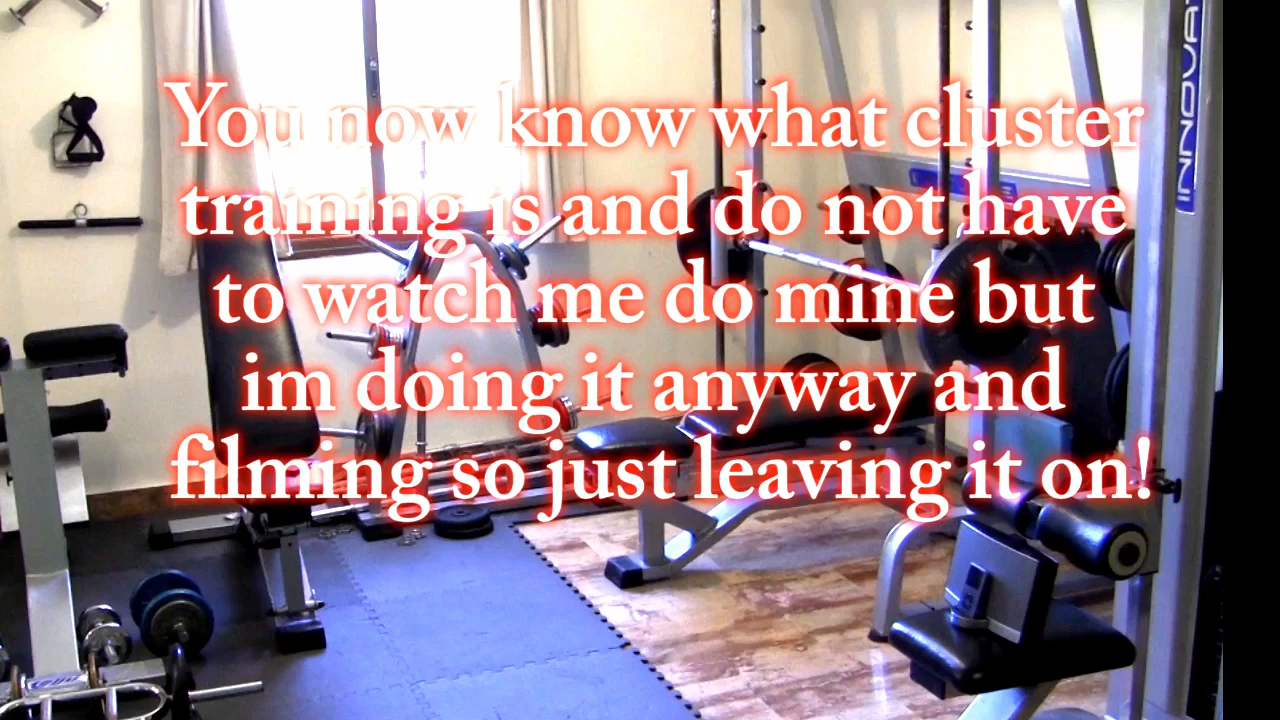 You now know what cluster
training is and do not have
to watch me do mine but
im doing it anyway and
filming so just leaving it on!
INNOVA